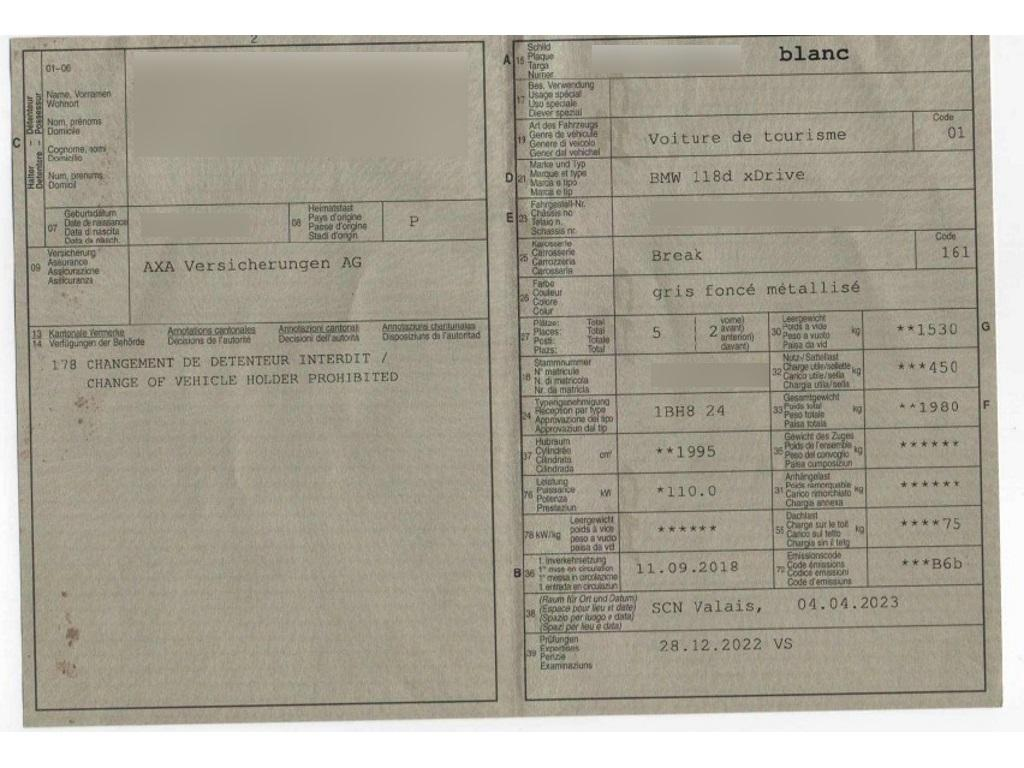 2
01-06
C
Halter – Détenteur
Detentore – Possessur
Name, Vornamen
Wohnort
Nom, prénoms
Domicile
Cognome, nomi
Domicilio
Num, prenums
Domicil
07
Geburtsdatum
Date de naissance
Data di nascita
Data da nasch.
08
Heimatstaat
Pays d'origine
Paese d'origine
Stadi d'origin
P
09
Versicherung
Assurance
Assicurazione
Assicuranza
AXA Versicherungen AG
13
14
Kantonale Vermerke
Verfügungen der Behörde
Annotations cantonales
Décisions de l'autorité
Annotazioni cantonali
Decisioni dell'autorità
Annotaziuns chantunalas
Disposiziuns da l'autoritad
178 CHANGEMENT DE DETENTEUR INTERDIT /
CHANGE OF VEHICLE HOLDER PROHIBITED
A
15
Schild
Plaque
Targa
Numer
blanc
17
Bes. Verwendung
Usage spécial
Uso speciale
Diever spezial
19
Art des Fahrzeugs
Genre de véhicule
Genere di veicolo
Gener dal vehichel
Voiture de tourisme
Code
01
D
21
Marke und Typ
Marque et type
Marca e tipo
Marca e tip
BMW 118d xDrive
E
23
Fahrgestell-Nr.
Châssis no
Telaio n.
Schassis nr.
25
Karosserie
Carrosserie
Carrozzeria
Carossaria
Break
Code
161
26
Farbe
Couleur
Colore
Colur
gris foncé métallisé
27
Plätze: Total
Places: Total
Posti: Totale
Plazs: Total
5
2
vorne)
avant)
anteriori)
davant)
30
Leergewicht
Poids à vide
Peso a vuoto
Paisa da vid
kg
**1530
G
18
Stammnummer
N° matricule
N. di matricola
Nr. da matricla
32
Nutz-/Sattellast
Charge utile/sellette
Carico utile/sella
Chargia utila/sella
kg
***450
24
Typengenehmigung
Réception par type
Approvazione del tipo
Approvaziun dal tip
1BH8 24
33
Gesamtgewicht
Poids total
Peso totale
Paisa totala
kg
**1980
F
37
Hubraum
Cylindrée
Cilindrata
Cilindrada
cm³
**1995
35
Gewicht des Zuges
Poids de l'ensemble
Peso del convoglio
Paisa cumposiziun
kg
******
76
Leistung
Puissance
Potenza
Prestaziun
kW
*110.0
31
Anhängelast
Poids remorquable
Carico rimorchiato
Chargia annexa
kg
******
78 kW/kg
Leergewicht
poids à vide
peso a vuoto
paisa da vid
******
55
Dachlast
Charge sur le toit
Carico sul tetto
Chargia sin il tetg
kg
****75
B
36
1. Inverkehrsetzung
1re mise en circulation
1a messa in circolazione
1. entrada en circulaziun
11.09.2018
72
Emissionscode
Code émissions
Codice emissioni
Code d'emissiuns
***B6b
38
(Raum für Ort und Datum)
(Espace pour lieu et date)
(Spazio per luogo e data)
(Spazi per lieu e data)
SCN Valais, 04.04.2023
39
Prüfungen
Expertises
Perizie
Examinaziuns
28.12.2022 VS